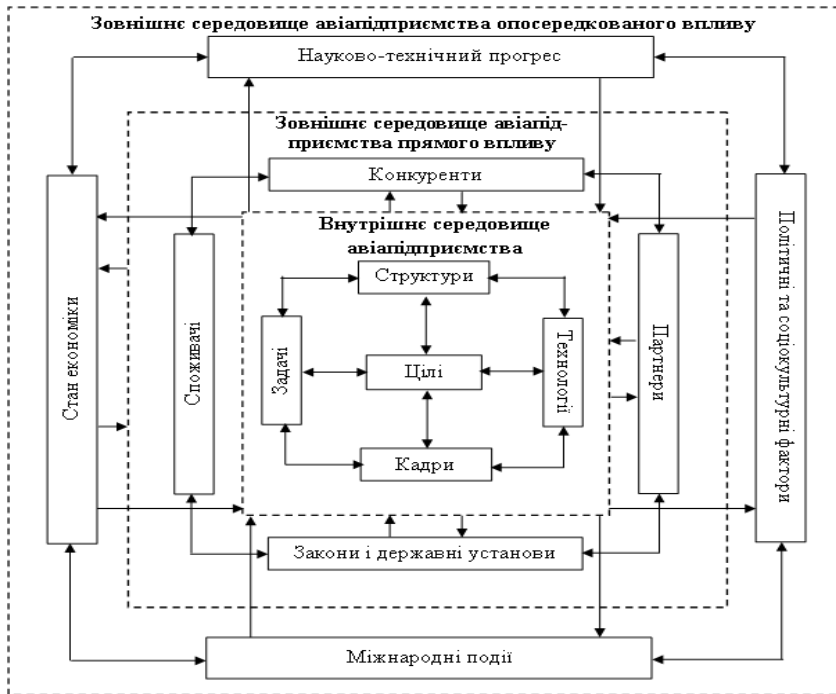 Зовнішнє середовище авіапідприємства опосередкованого впливу
Науково-технічний прогрес
Зовнішнє середовище авіапід-
приємства прямого впливу
Конкуренти
Внутрішнє середовище
авіапідприємства
Структури
Стан економіки
Споживачі
Задачі
Цілі
Технології
Партнери
Політичні та соціокультурні фактори
Кадри
Закони і державні установи
Міжнародні події